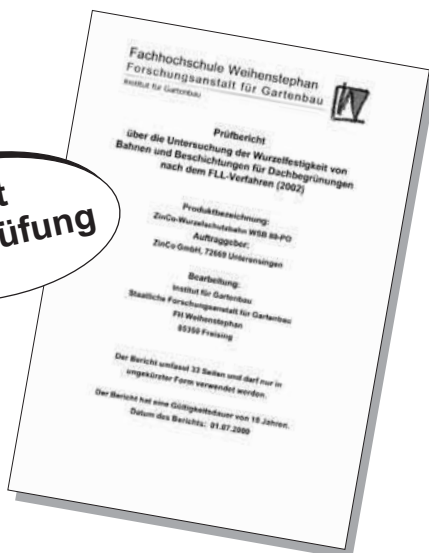 t
üfung
Fachhochschule Weihenstephan
Forschungsanstalt für Gartenbau
Institut für Gartenbau
Prüfbericht
über die Untersuchung der Wurzelfestigkeit von
Bahnen und Beschichtungen für Dachbegrünungen
nach dem FLL-Verfahren (2002)
Produktbezeichnung:
ZinCo-Wurzelschutzbahn WSB 80-PO
Auftraggeber:
ZinCo GmbH, 72669 Unterensingen
Bearbeitung:
Institut für Gartenbau
Staatliche Forschungsanstalt für Gartenbau
FH Weihenstephan
85350 Freising
Der Bericht umfasst 33 Seiten und darf nur in
ungekürzter Form verwendet werden.
Der Bericht hat eine Gültigkeitsdauer von 10 Jahren.
Datum des Berichts: